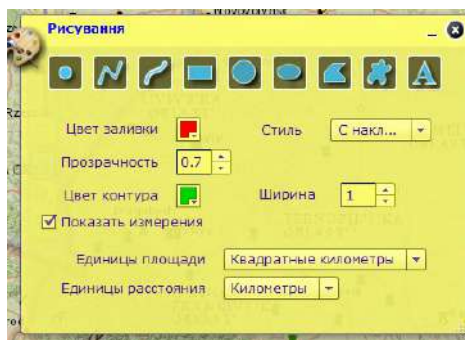 Рисування
A
Цвет заливки
Стиль
С накл...
Прозрачность
0.7
Цвет контура
Ширина
1
Показать измерения
Единицы площади
Квадратные километры
Единицы расстояния
Километры